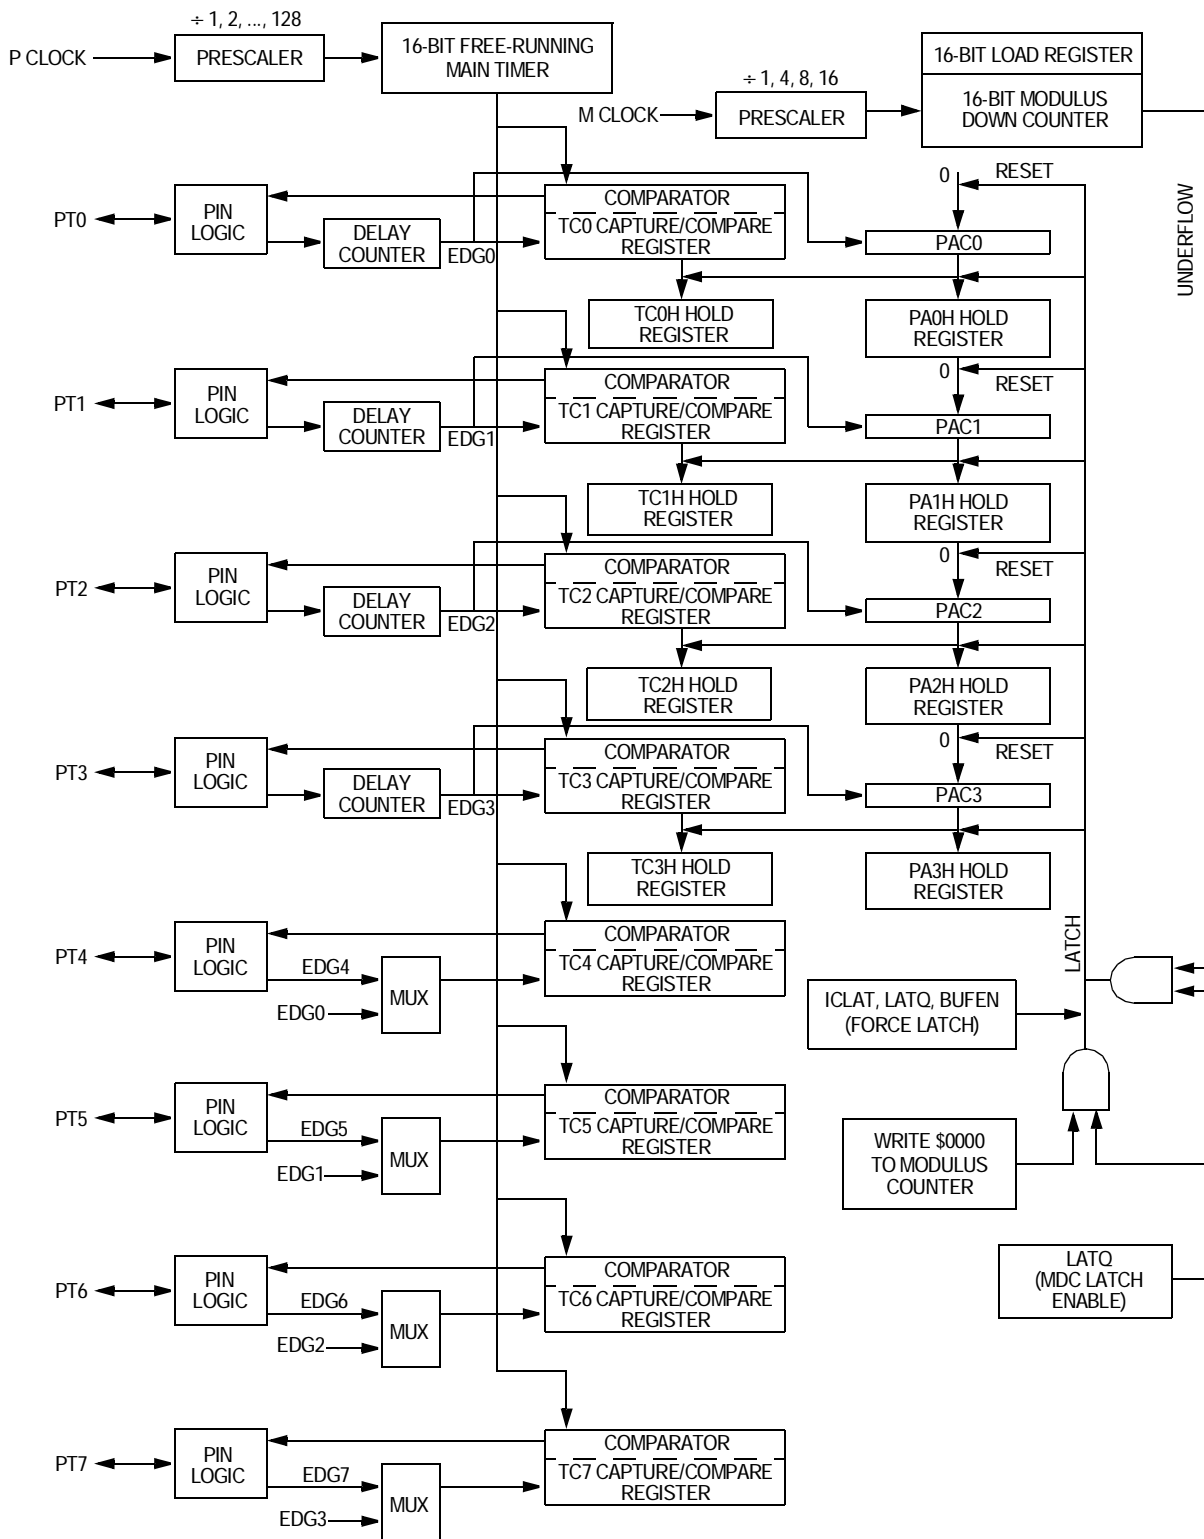 ÷ 1, 2, ..., 128
P CLOCK
PRESCALER
16-BIT FREE-RUNNING
MAIN TIMER
÷ 1, 4, 8, 16
M CLOCK
PRESCALER
16-BIT LOAD REGISTER
16-BIT MODULUS
DOWN COUNTER
UNDERFLOW
PT0
PIN
LOGIC
DELAY
COUNTER
EDG0
COMPARATOR
TC0 CAPTURE/COMPARE
REGISTER
0
RESET
PAC0
TC0H HOLD
REGISTER
PA0H HOLD
REGISTER
PT1
PIN
LOGIC
DELAY
COUNTER
EDG1
COMPARATOR
TC1 CAPTURE/COMPARE
REGISTER
0
RESET
PAC1
TC1H HOLD
REGISTER
PA1H HOLD
REGISTER
PT2
PIN
LOGIC
DELAY
COUNTER
EDG2
COMPARATOR
TC2 CAPTURE/COMPARE
REGISTER
0
RESET
PAC2
TC2H HOLD
REGISTER
PA2H HOLD
REGISTER
PT3
PIN
LOGIC
DELAY
COUNTER
EDG3
COMPARATOR
TC3 CAPTURE/COMPARE
REGISTER
0
RESET
PAC3
TC3H HOLD
REGISTER
PA3H HOLD
REGISTER
LATCH
PT4
PIN
LOGIC
EDG4
EDG0
MUX
COMPARATOR
TC4 CAPTURE/COMPARE
REGISTER
ICLAT, LATQ, BUFEN
(FORCE LATCH)
PT5
PIN
LOGIC
EDG5
EDG1
MUX
COMPARATOR
TC5 CAPTURE/COMPARE
REGISTER
WRITE $0000
TO MODULUS
COUNTER
PT6
PIN
LOGIC
EDG6
EDG2
MUX
COMPARATOR
TC6 CAPTURE/COMPARE
REGISTER
LATQ
(MDC LATCH
ENABLE)
PT7
PIN
LOGIC
EDG7
EDG3
MUX
COMPARATOR
TC7 CAPTURE/COMPARE
REGISTER